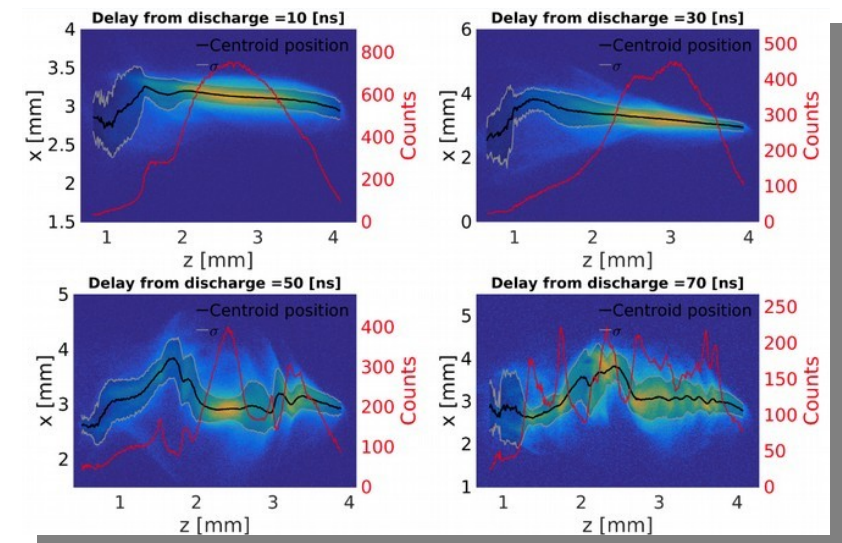 Delay from discharge =10 [ns]
4
3.5
3
2.5
2
1.5
x [mm]
Centroid position
σ
800
600
400
200
0
Counts
1 2 3 4
z [mm]
Delay from discharge =30 [ns]
6
4
2
0
x [mm]
Centroid position
σ
500
400
300
200
100
0
Counts
1 2 3 4
z [mm]
Delay from discharge =50 [ns]
5
4
3
2
x [mm]
Centroid position
σ
400
300
200
100
0
Counts
1 2 3 4
z [mm]
Delay from discharge =70 [ns]
5
4
3
2
1
x [mm]
Centroid position
σ
250
200
150
100
50
0
Counts
1 2 3 4
z [mm]